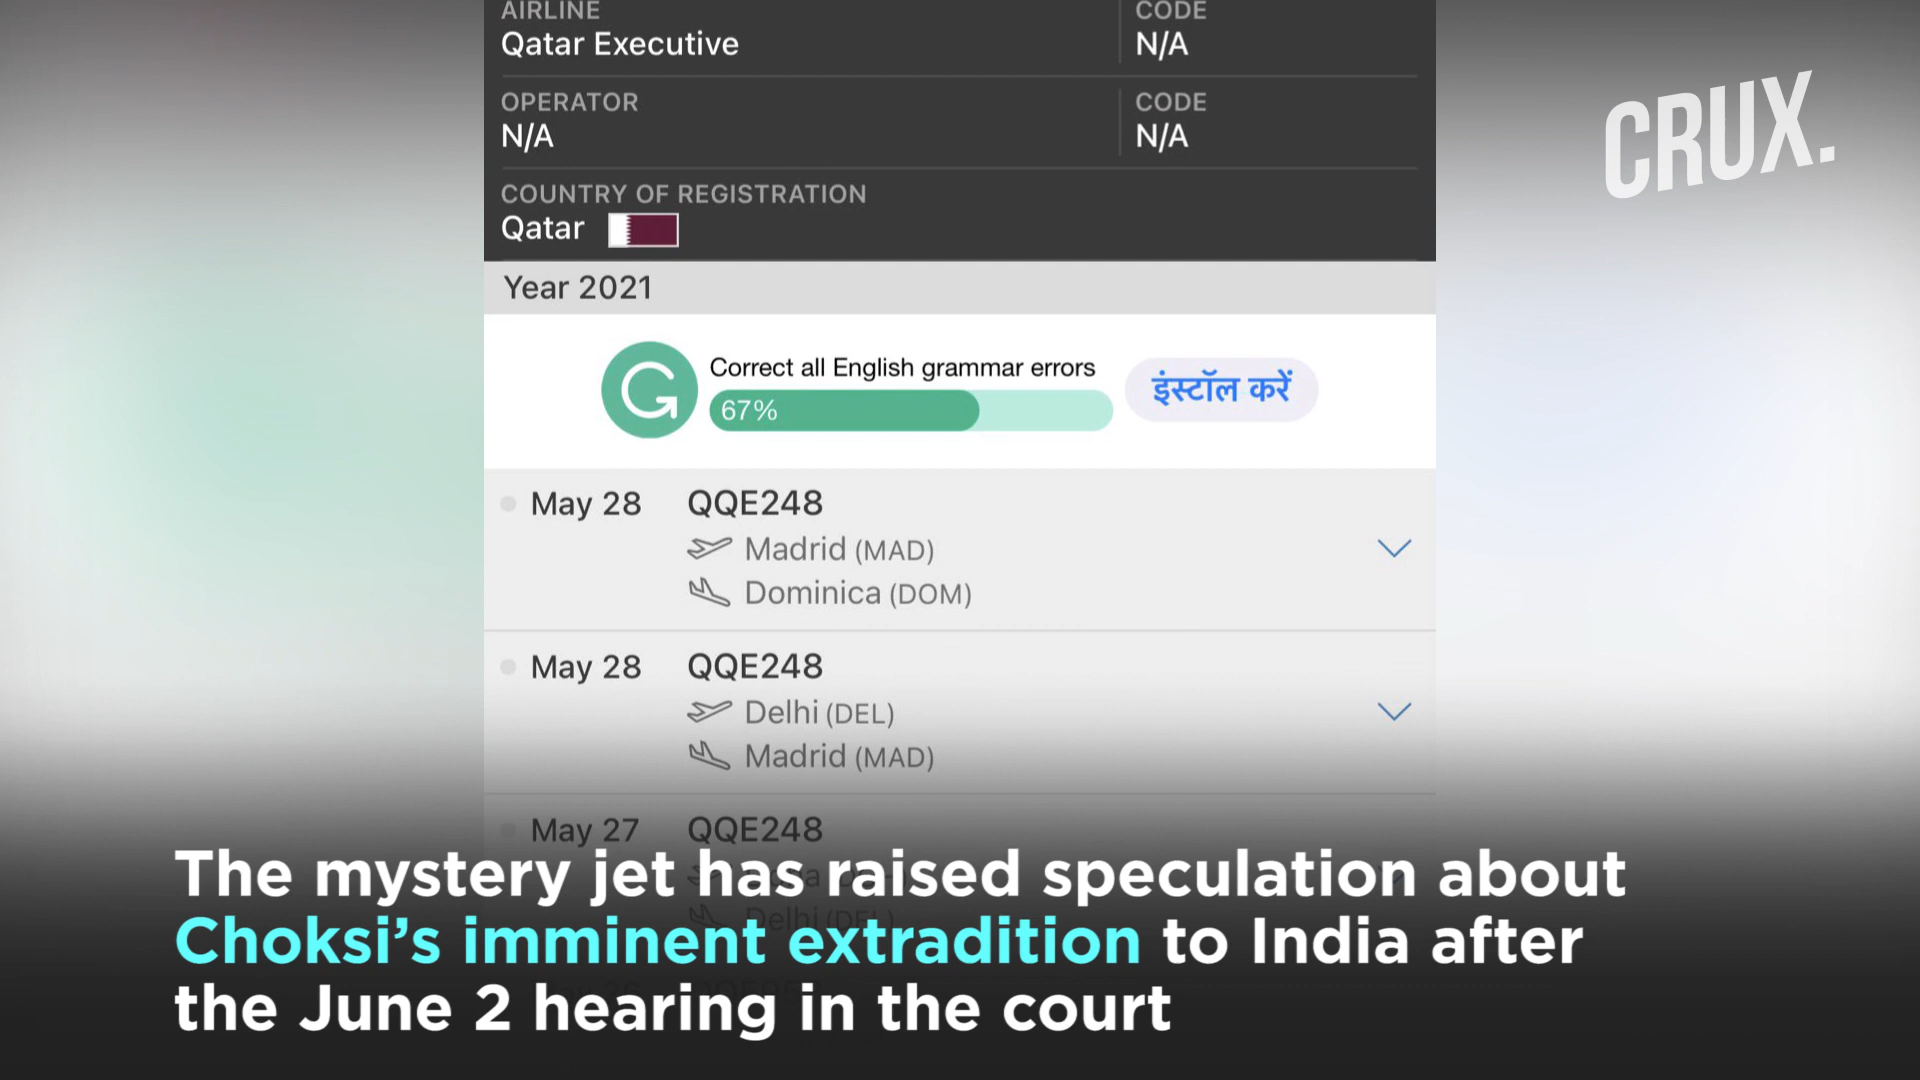 AIRLINE
CODE
Qatar Executive
N/A
CRUX.
OPERATOR
CODE
N/A
N/A
COUNTRY OF REGISTRATION
Qatar
Year 2021
Correct all English grammar errors
67%
इंस्टॉल करें
May 28
QQE248
Madrid (MAD)
Dominica (DOM)
May 28
QQE248
Delhi (DEL)
Madrid (MAD)
May 27
QQE248
Delhi (DEL)
The mystery jet has raised speculation about
Choksi's imminent extradition to India after
the June 2 hearing in the court